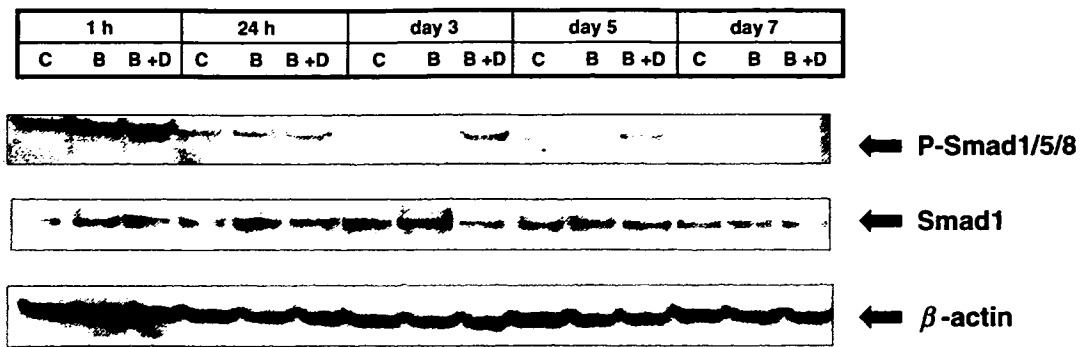 1 h 24 h day 3 day 5 day 7
C B B +D C B B +D C B B +D C B B +D C B B +D
P-Smad1/5/8
Smad1
β-actin